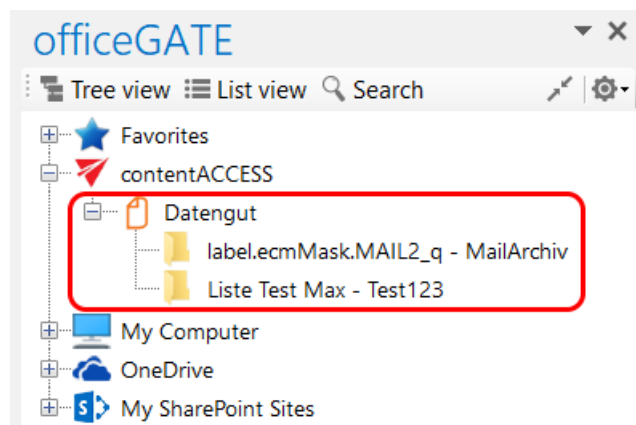 officeGATE
Tree view List view Search
Favorites
contentACCESS
Datengut
label.ecmMask.MAIL2_q - MailArchiv
Liste Test Max - Test123
My Computer
OneDrive
My SharePoint Sites